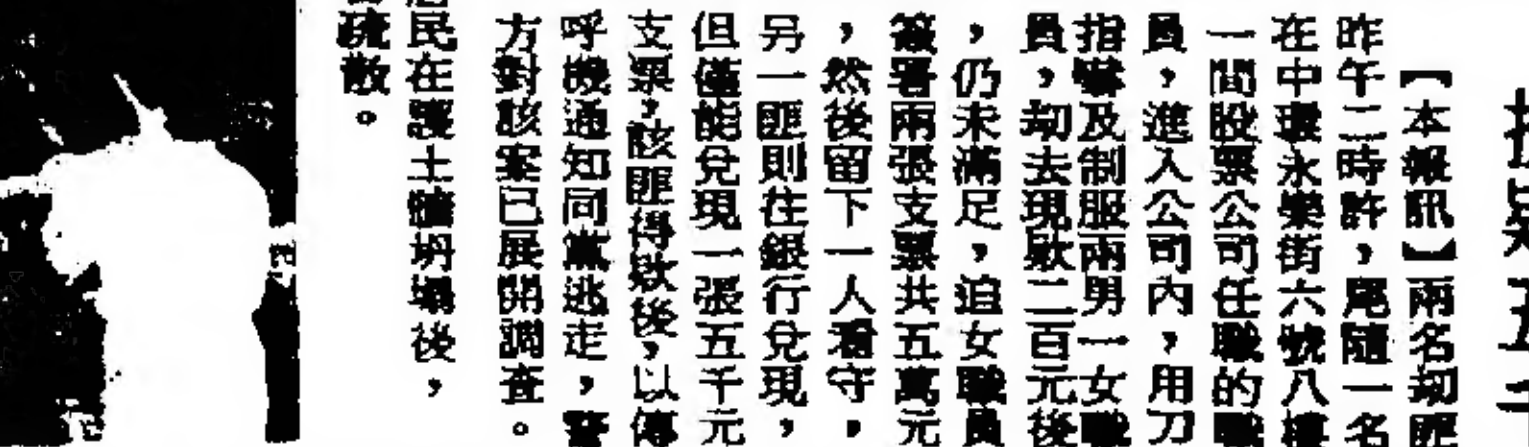 【本報訊】兩名刧匪
昨午二時許，尾隨一名
在中環永樂街六號八樓
一間股票公司任職的職
員，進入公司內，用刀
指嚇及制服兩男一女職
員，刧去現款二百元後
，仍未滿足，迫女職員
簽署兩張支票共五萬元
，然後留下一人看守，
另一匪則往銀行兌現，
但僅能兌現一張五千元
支票，該匪得欵後，以傳
呼機通知同黨逃走，警
方對該案已展開調查。
居民在護土牆坍塌後，
疏散。